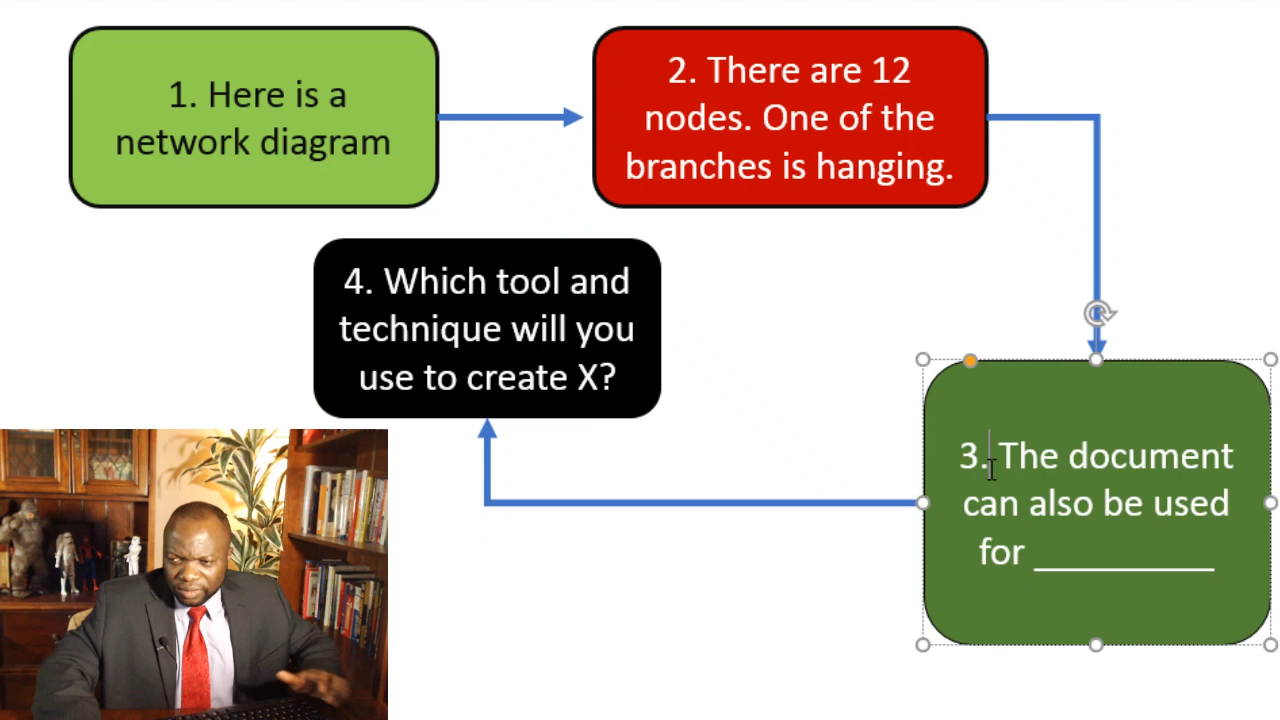 1. Here is a
network diagram
2. There are 12
nodes. One of the
branches is hanging.
3. The document
can also be used
for __________
4. Which tool and
technique will you
use to create X?